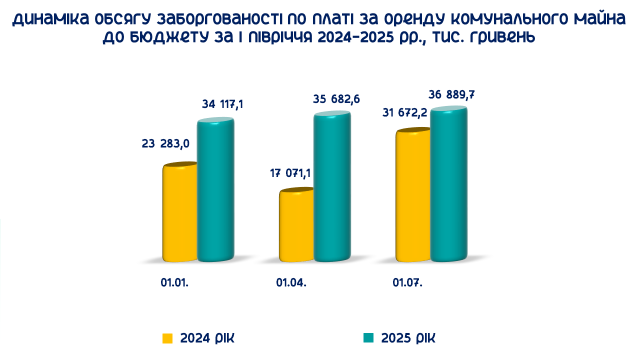 ДИНАМІКА ОБСЯГУ ЗАБОРГОВАНОСТІ ПО ПЛАТІ ЗА ОРЕНДУ КОМУНАЛЬНОГО МАЙНА
ДО БЮДЖЕТУ ЗА І ПІВРІЧЧЯ 2024-2025 РР., ТИС. ГРИВЕНЬ
23 283,0
34 117,1
17 071,1
35 682,6
31 672,2
36 889,7
01.01.
01.04.
01.07.
2024 РІК
2025 РІК